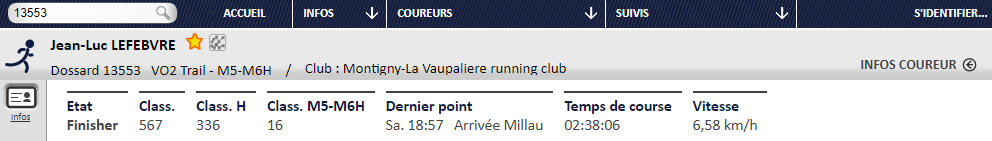 13553 ACCUEIL INFOS COUREURS SUIVIS S'IDENTIFIER...
Jean-Luc LEFEBVRE
Dossard 13553 VO2 Trail - M5-M6H / Club : Montigny-La Vaupaliere running club
INFOS COUREUR
Infos
Etat Class. Class. H Class. M5-M6H Dernier point Temps de course Vitesse
Finisher 567 336 16 Sa. 18:57 Arrivée Millau 02:38:06 6,58 km/h